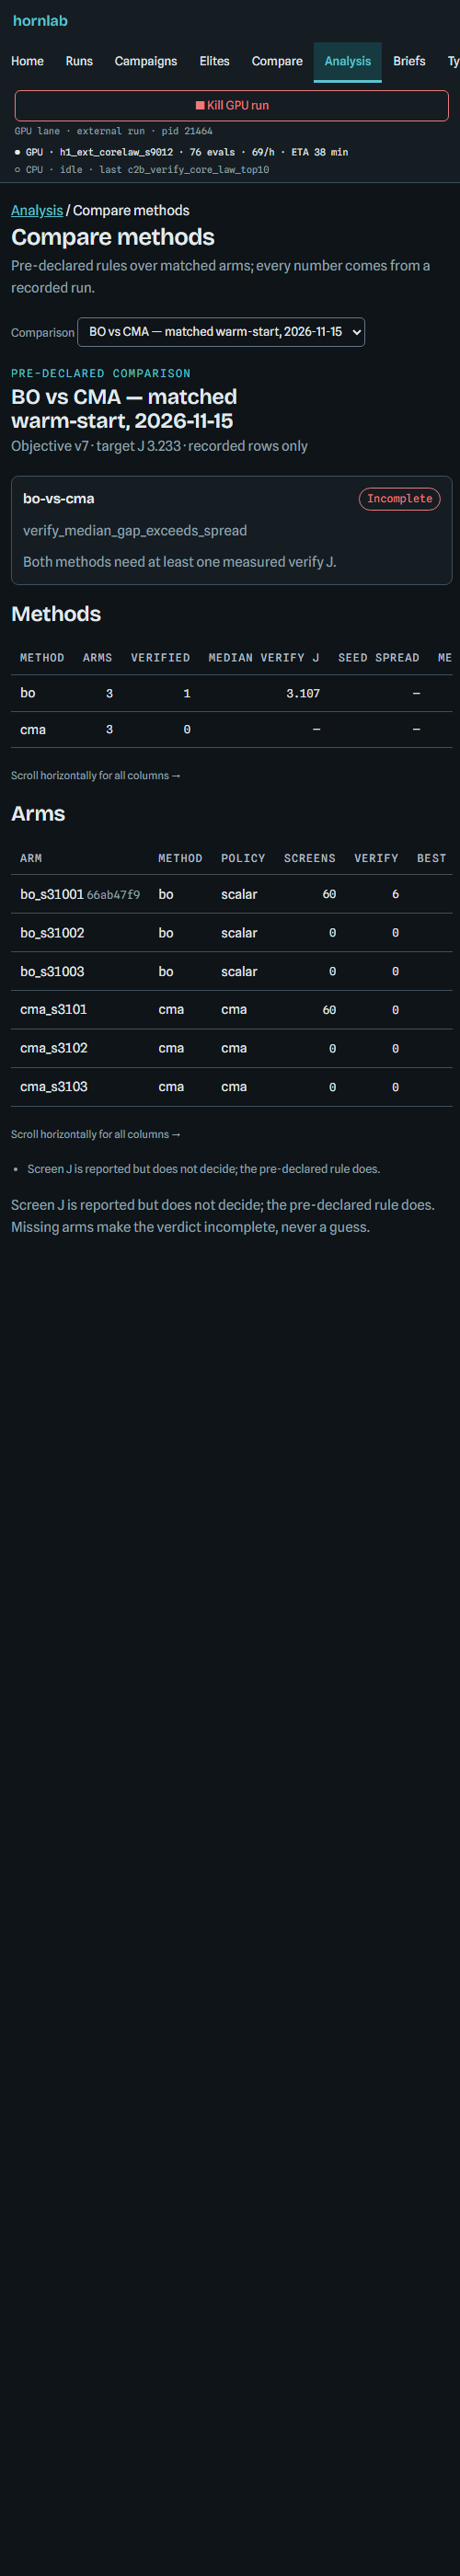 hornlab
Home Runs Campaigns Elites Compare Analysis Briefs Ty
Kill GPU run
GPU lane · external run · pid 21464
● GPU · h1_ext_corelaw_s9012 · 76 evals · 69/h · ETA 38 min
○ CPU · idle · last c2b_verify_core_law_top10
Analysis / Compare methods
Compare methods
Pre-declared rules over matched arms; every number comes from a
recorded run.
Comparison BO vs CMA — matched warm-start, 2026-11-15
PRE-DECLARED COMPARISON
BO vs CMA — matched
warm-start, 2026-11-15
Objective v7 · target J 3.233 · recorded rows only
bo-vs-cma Incomplete
verify_median_gap_exceeds_spread
Both methods need at least one measured verify J.
Methods
METHOD ARMS VERIFIED MEDIAN VERIFY J SEED SPREAD ME
bo 3 1 3.107 —
cma 3 0 — —
Scroll horizontally for all columns →
Arms
ARM METHOD POLICY SCREENS VERIFY BEST
bo_s31001 66ab47f9 bo scalar 60 6
bo_s31002 bo scalar 0 0
bo_s31003 bo scalar 0 0
cma_s3101 cma cma 60 0
cma_s3102 cma cma 0 0
cma_s3103 cma cma 0 0
Scroll horizontally for all columns →
• Screen J is reported but does not decide; the pre-declared rule does.
Screen J is reported but does not decide; the pre-declared rule does.
Missing arms make the verdict incomplete, never a guess.